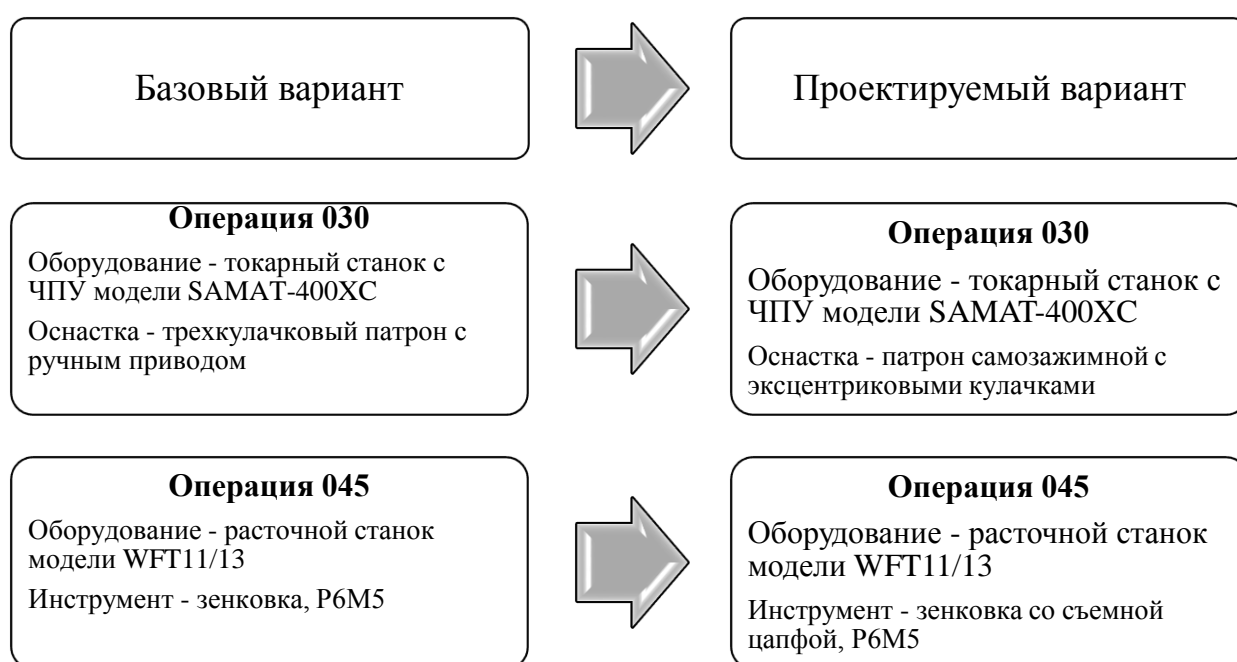 Базовый вариант
Проектируемый вариант
Операция 030
Оборудование - токарный станок с
ЧПУ модели SAMAT-400XC
Оснастка - трехкулачковый патрон с
ручным приводом
Операция 030
Оборудование - токарный станок с
ЧПУ модели SAMAT-400XC
Оснастка - патрон самозажимной с
эксцентриковыми кулачками
Операция 045
Оборудование - расточной станок
модели WFT11/13
Инструмент - зенковка, Р6М5
Операция 045
Оборудование - расточной станок
модели WFT11/13
Инструмент - зенковка со съемной
цапфой, Р6М5